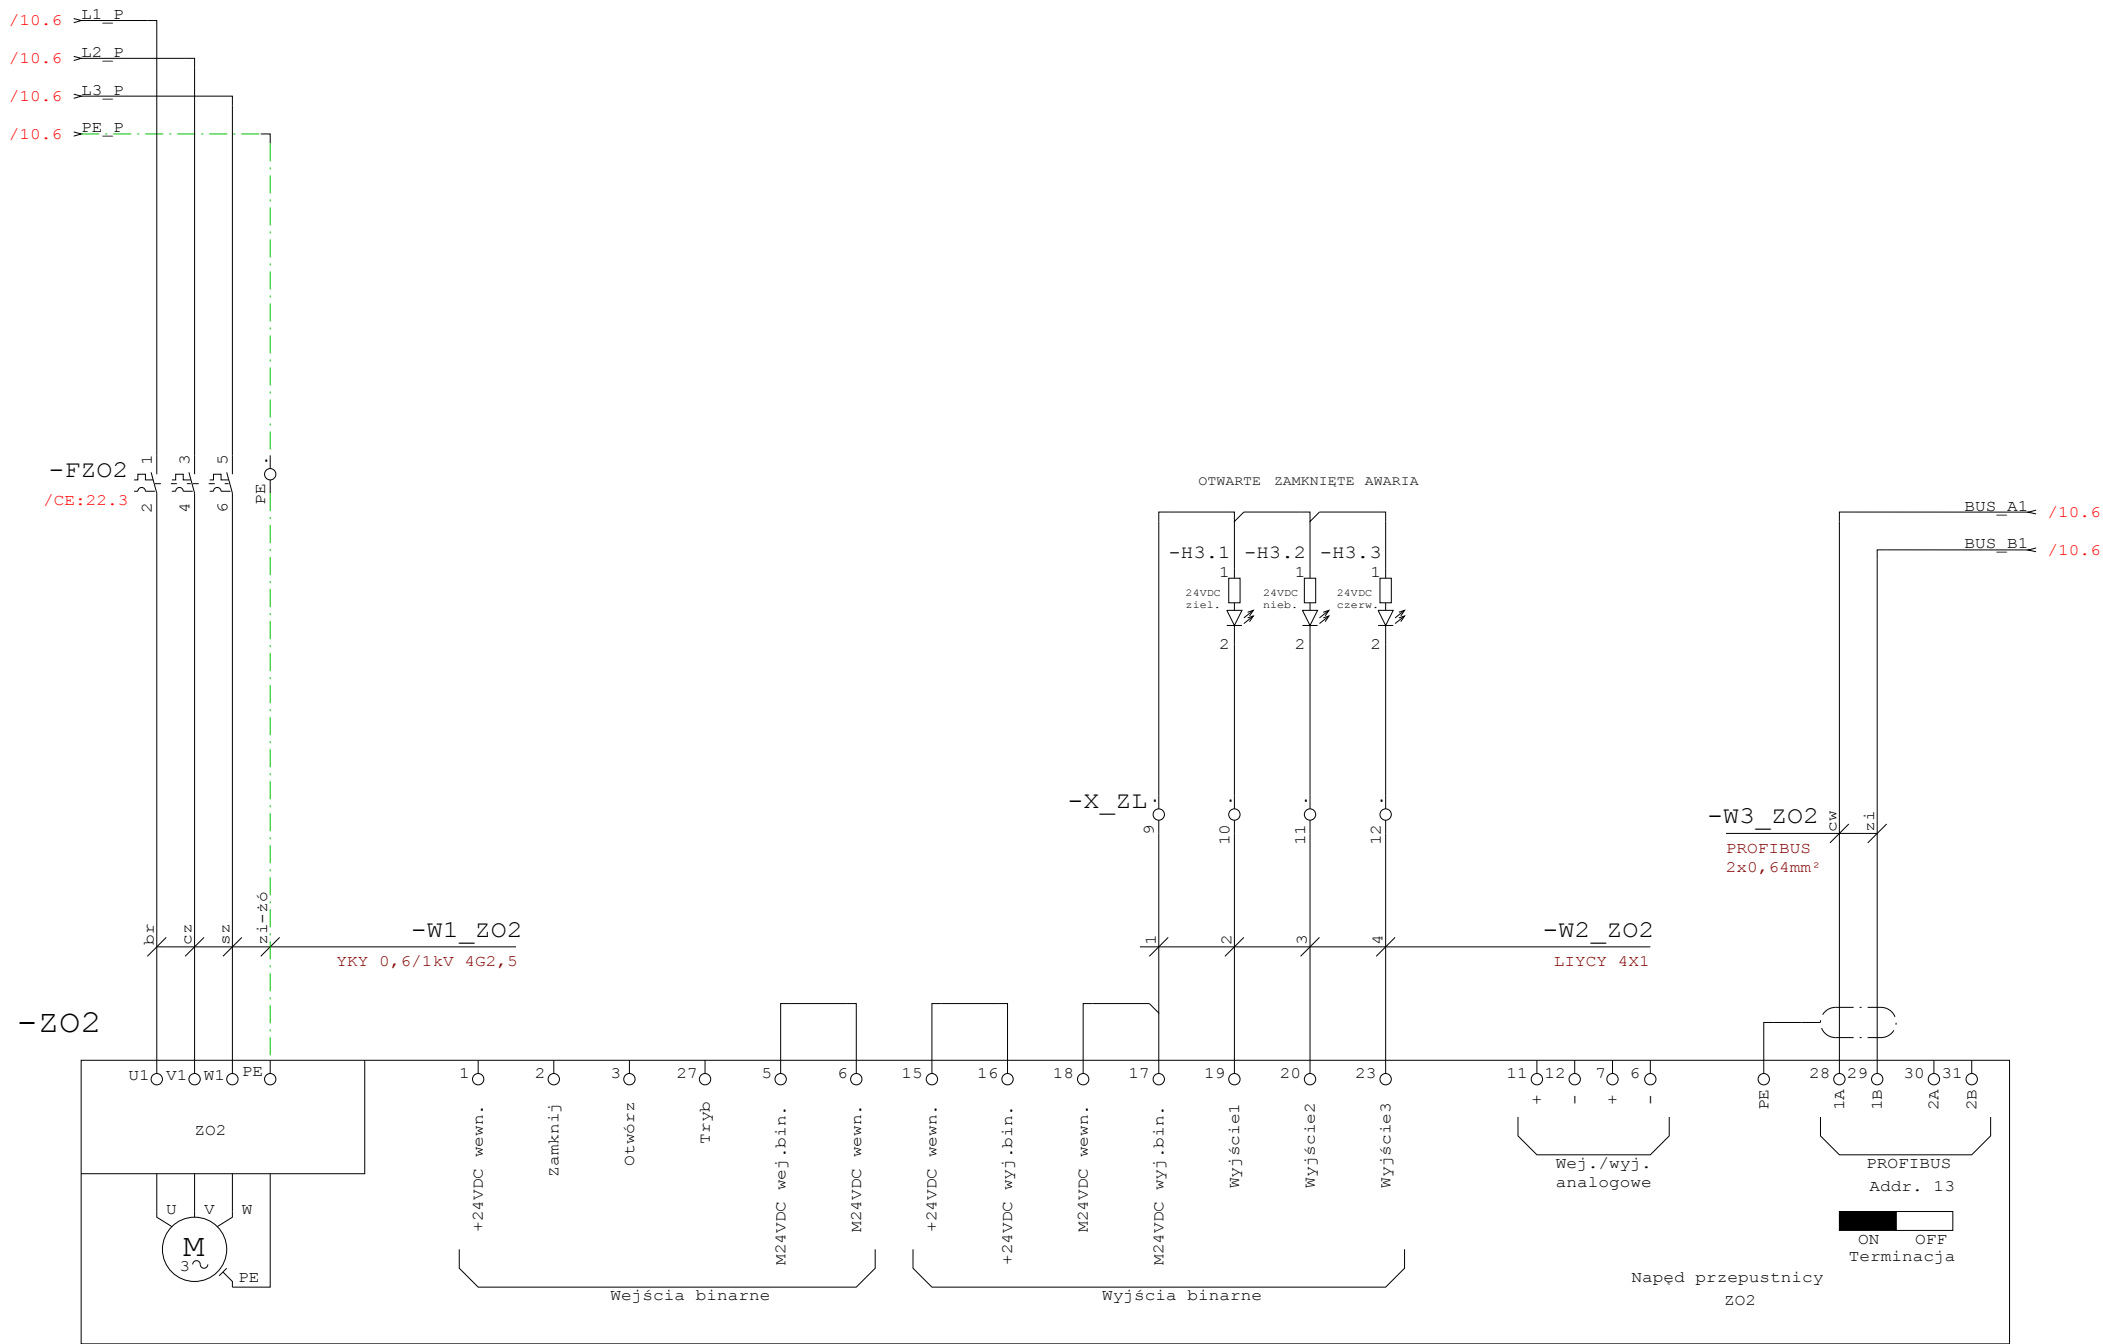 /10.6 L1_P
/10.6 L2_P
/10.6 L3_P
/10.6 PE_P
-FZO2
/CE:22.3
1 3 5
2 4 6 PE
OTWARTE ZAMKNIĘTE AWARIA
-H3.1 -H3.2 -H3.3
1 1 1
24VDC 24VDC 24VDC
ziel. nieb. czerw.
2 2 2
BUS_A1 /10.6
BUS_B1 /10.6
-X_ZL
9 10 11 12
-W3_ZO2 cw zi
PROFIBUS
2x0,64mm²
br cz sz zi-żó
-W1_ZO2
YKY 0,6/1kV 4G2,5
1 2 3 4
-W2_ZO2
LIYCY 4X1
-ZO2
U1 V1 W1 PE
ZO2
U V W
M
3
PE
1 2 3 27 5 6
+24VDC wewn.
Zamknij
Otwórz
Tryb
M24VDC wej.bin.
M24VDC wewn.
Wejścia binarne
15 16 18 17 19 20 23
+24VDC wewn.
+24VDC wyj.bin.
M24VDC wewn.
M24VDC wyj.bin.
Wyjście1
Wyjście2
Wyjście3
Wyjścia binarne
11 12 7 6
+ - + -
Wej./wyj.
analogowe
PE
28 29 30 31
1A 1B 2A 2B
PROFIBUS
Addr. 13
ON OFF
Terminacja
Napęd przepustnicy
ZO2